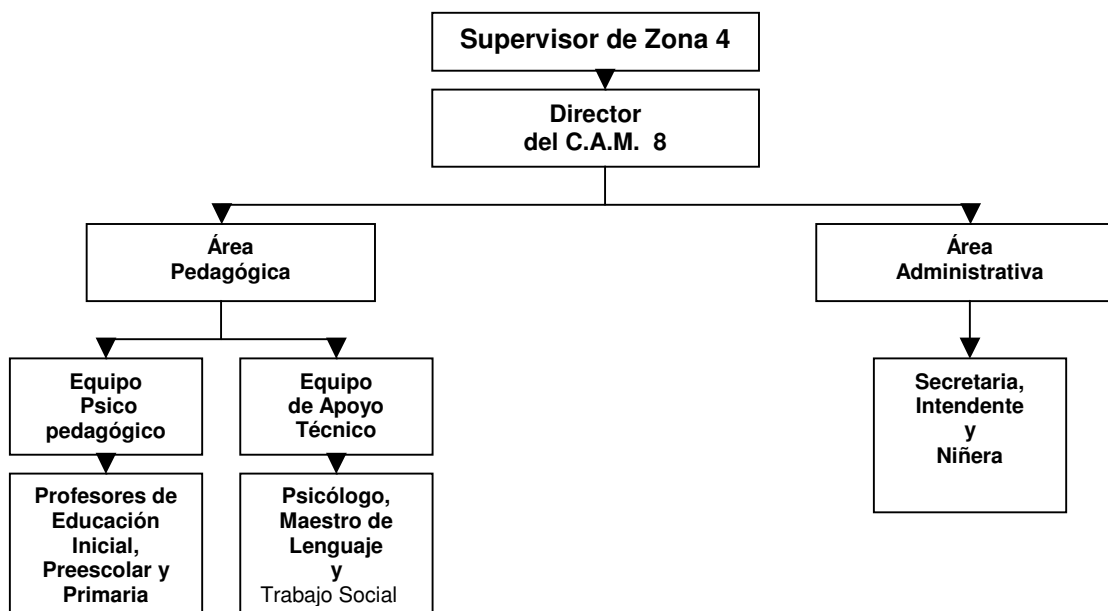 Supervisor de Zona 4
Director
del C.A.M. 8
Área
Pedagógica
Área
Administrativa
Equipo
Psico
pedagógico
Equipo
de Apoyo
Técnico
Secretaria,
Intendente
y
Niñera
Profesores de
Educación
Inicial,
Preescolar y
Primaria
Psicólogo,
Maestro de
Lenguaje
y
Trabajo Social